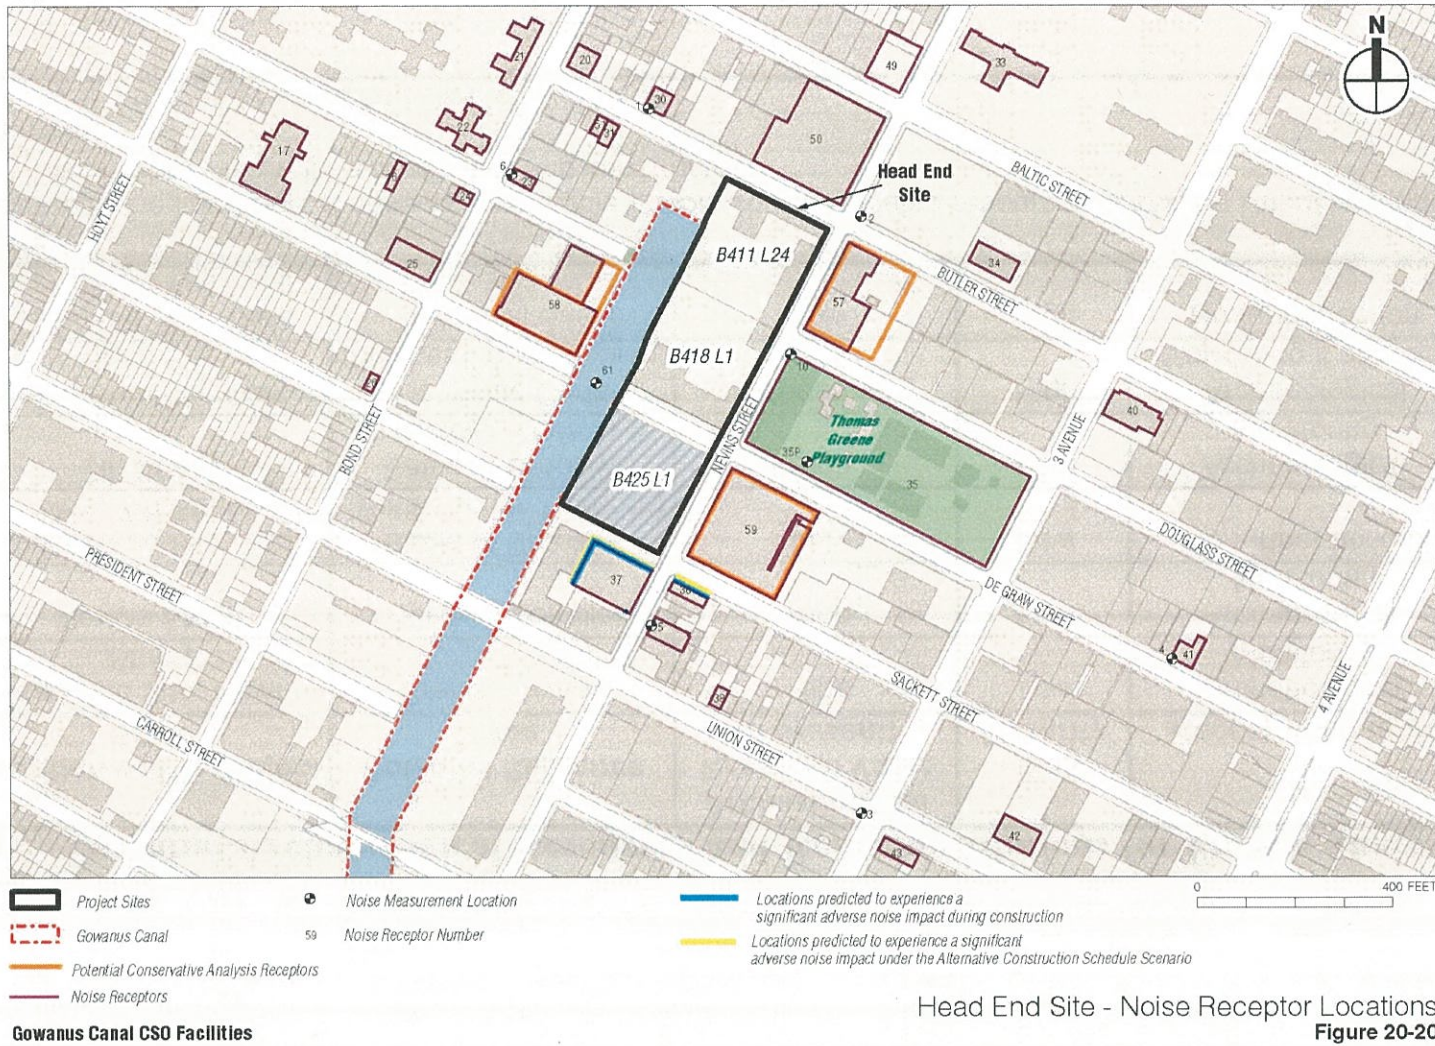 N
21
20
49
33
30
1
50
22
31
17
6
Head End
Site
BALTIC STREET
HOYT STREET
2
25
B411 L24
34
BUTLER STREET
58
57
B418 L1
61
10
40
NEVINS STREET
Thomas
Greene
Playground
3 AVENUE
BOND STREET
35P
35
B425 L1
59
DOUGLASS STREET
PRESIDENT STREET
37
DE GRAW STREET
5
4
41
SACKETT STREET
4 AVENUE
CARROLL STREET
UNION STREET
3
42
43
0 400 FEET
Project Sites
Noise Measurement Location
Locations predicted to experience a
significant adverse noise impact during construction
Gowanus Canal
59 Noise Receptor Number
Locations predicted to experience a significant
adverse noise impact under the Alternative Construction Schedule Scenario
Potential Conservative Analysis Receptors
Noise Receptors
Head End Site - Noise Receptor Locations
Gowanus Canal CSO Facilities
Figure 20-20